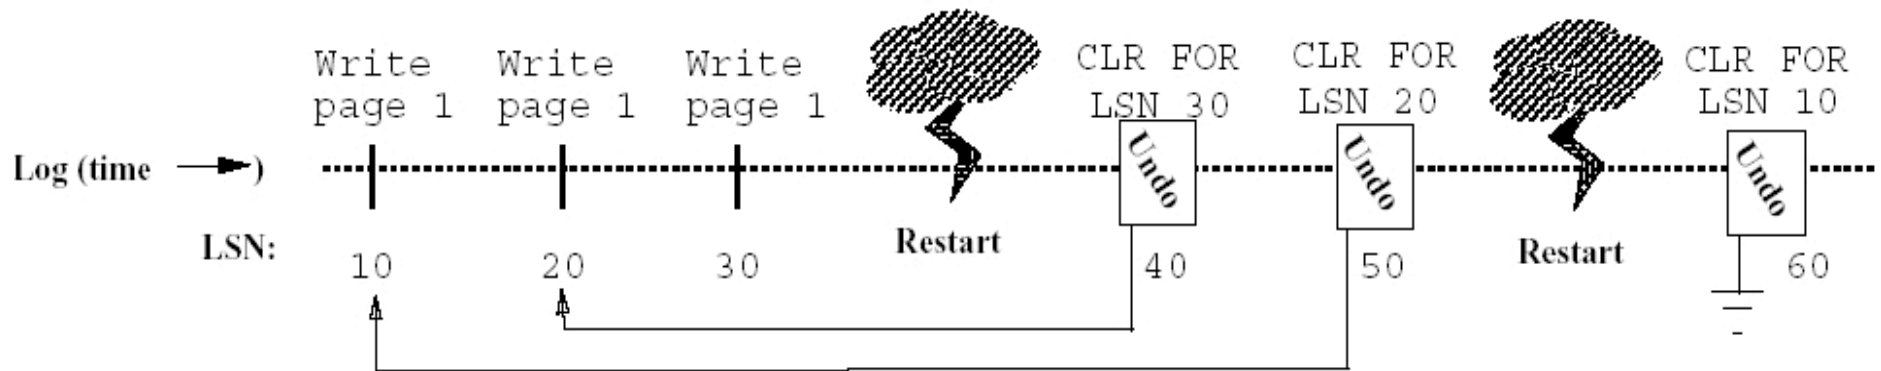 Write
page 1
Write
page 1
Write
page 1
CLR FOR
LSN 30
CLR FOR
LSN 20
CLR FOR
LSN 10
Log (time )
Undo
Undo
Undo
LSN:
10
20
30
Restart
40
50
Restart
60